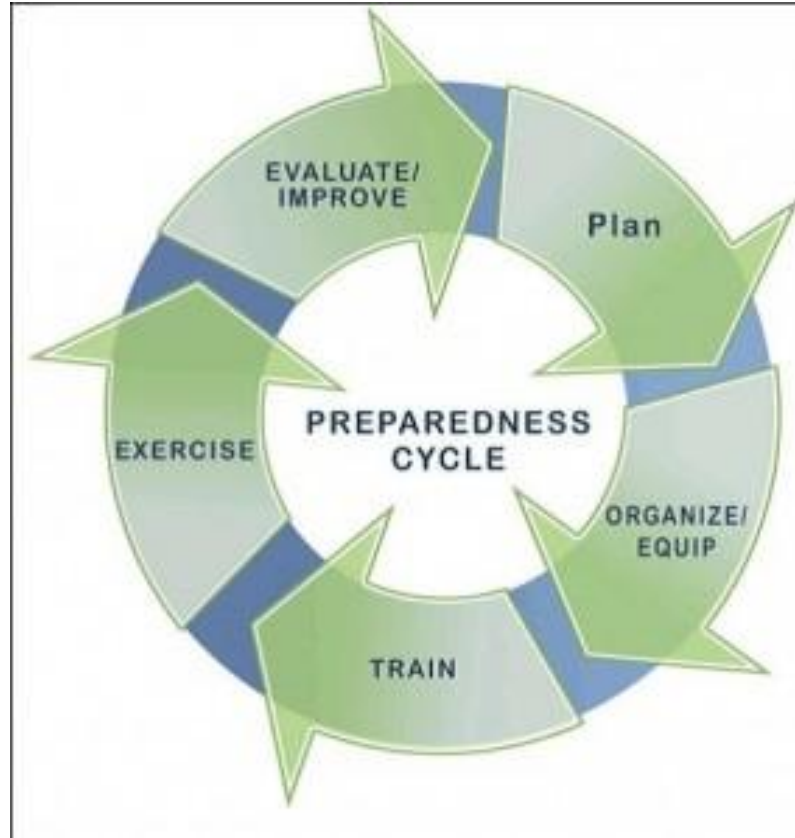 EVALUATE/
IMPROVE
Plan
EXERCISE
PREPAREDNESS
CYCLE
ORGANIZE/
EQUIP
TRAIN